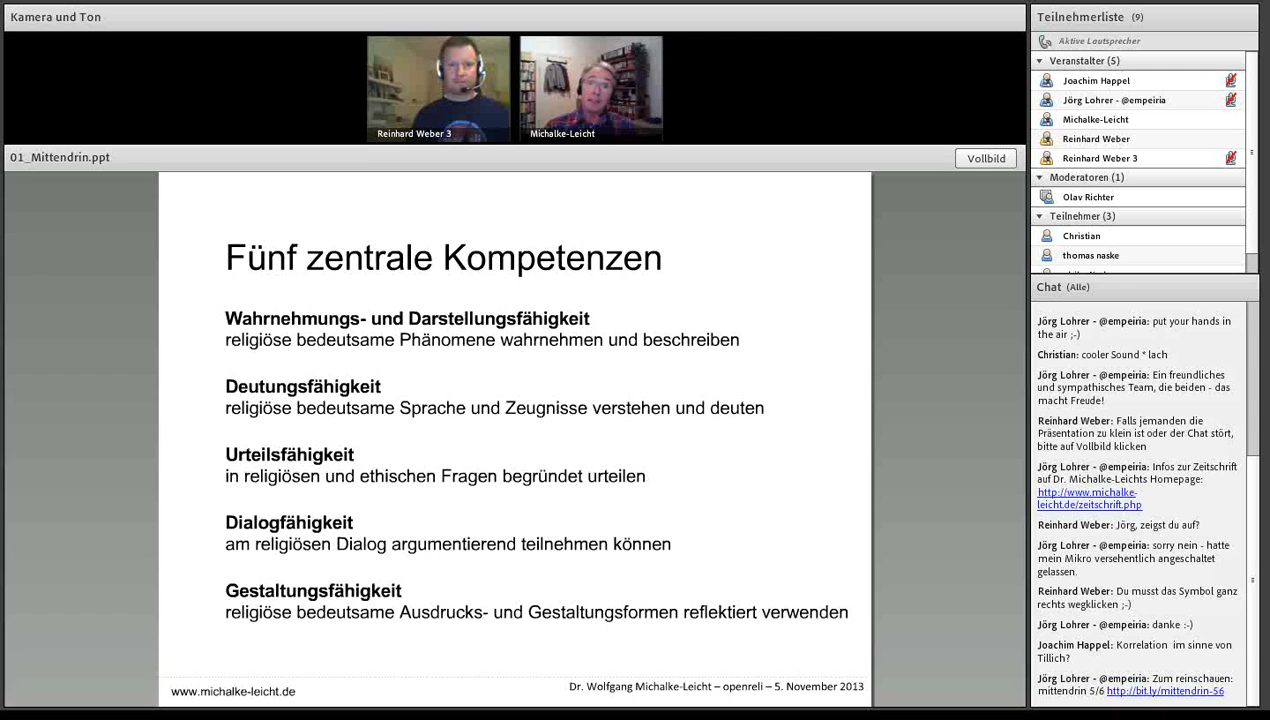 Kamera und Ton
Reinhard Weber 3
Michalke-Leicht
01_Mittendrin.ppt
Vollbild
Fünf zentrale Kompetenzen
Wahrnehmungs- und Darstellungsfähigkeit
religiöse bedeutsame Phänomene wahrnehmen und beschreiben
Deutungsfähigkeit
religiöse bedeutsame Sprache und Zeugnisse verstehen und deuten
Urteilsfähigkeit
in religiösen und ethischen Fragen begründet urteilen
Dialogfähigkeit
am religiösen Dialog argumentierend teilnehmen können
Gestaltungsfähigkeit
religiöse bedeutsame Ausdrucks- und Gestaltungsformen reflektiert verwenden
www.michalke-leicht.de
Dr. Wolfgang Michalke-Leicht – openreli – 5. November 2013
Teilnehmerliste (9)
Aktive Lautsprecher
Veranstalter (5)
Joachim Happel
Jörg Lohrer - @empeiria
Michalke-Leicht
Reinhard Weber
Reinhard Weber 3
Moderatoren (1)
Olav Richter
Teilnehmer (3)
Christian
thomas naske
Chat (Alle)
Jörg Lohrer - @empeiria: put your hands in
the air ;-)
Christian: cooler Sound * lach
Jörg Lohrer - @empeiria: Ein freundliches
und sympathisches Team, die beiden - das
macht Freude!
Reinhard Weber: Falls jemanden die
Präsentation zu klein ist oder der Chat stört,
bitte auf Vollbild klicken
Jörg Lohrer - @empeiria: Infos zur Zeitschrift
auf Dr. Michalke-Leichts Homepage:
http://www.michalke-
leicht.de/zeitschrift.php
Reinhard Weber: Jörg, zeigst du auf?
Jörg Lohrer - @empeiria: sorry nein - hatte
mein Mikro versehentlich angeschaltet
gelassen.
Reinhard Weber: Du musst das Symbol ganz
rechts wegklicken ;-)
Jörg Lohrer - @empeiria: danke :-)
Joachim Happel: Korrelation im sinne von
Tillich?
Jörg Lohrer - @empeiria: Zum reinschauen:
mittendrin 5/6 http://bit.ly/mittendrin-56